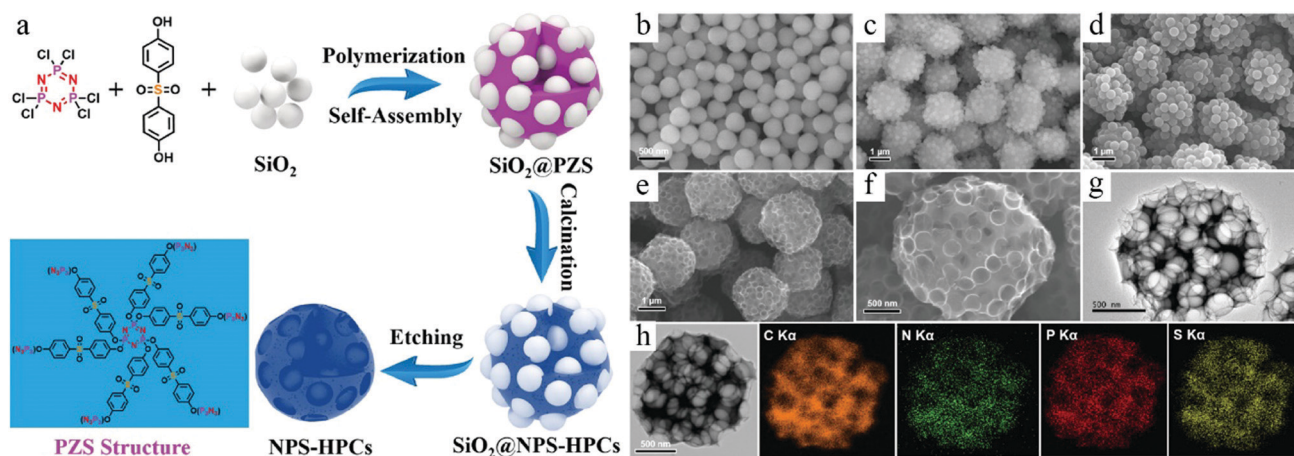 a
OH
Cl Cl
P
N N
Cl P P Cl
Cl N Cl
+
O=S=O
OH
+
SiO₂
Polymerization
Self-Assembly
SiO₂@PZS
Calcination
SiO₂@NPS-HPCs
Etching
NPS-HPCs
PZS Structure
b
500 nm
c
1 µm
d
1 µm
e
1 µm
f
500 nm
g
500 nm
h
500 nm
C Kα
N Kα
P Kα
S Kα